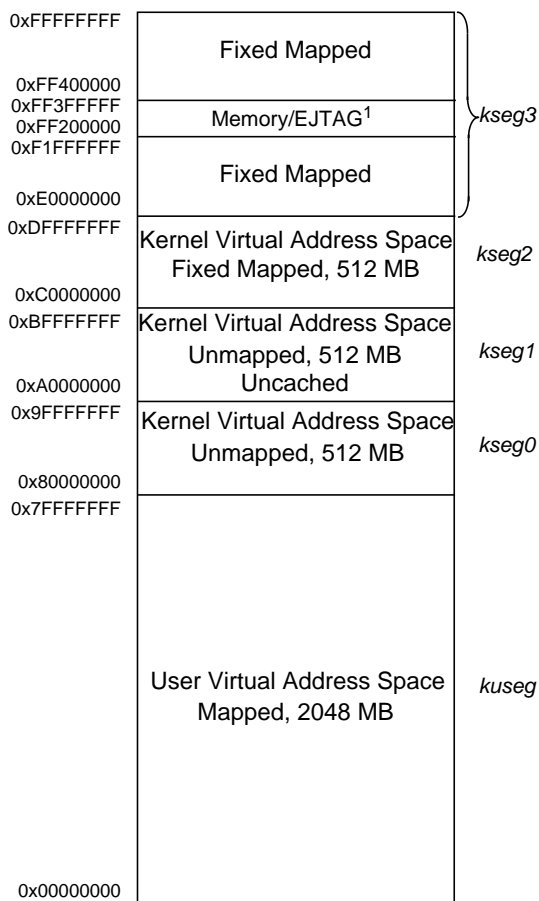 0xFFFFFFFF
Fixed Mapped
0xFF400000
0xFF3FFFFF
Memory/EJTAG1
kseg3
0xFF200000
0xF1FFFFFF
Fixed Mapped
0xE0000000
0xDFFFFFFF
Kernel Virtual Address Space
Fixed Mapped, 512 MB
kseg2
0xC0000000
0xBFFFFFFF
Kernel Virtual Address Space
Unmapped, 512 MB
Uncached
kseg1
0xA0000000
0x9FFFFFFF
Kernel Virtual Address Space
Unmapped, 512 MB
kseg0
0x80000000
0x7FFFFFFF
User Virtual Address Space
Mapped, 2048 MB
kuseg
0x00000000